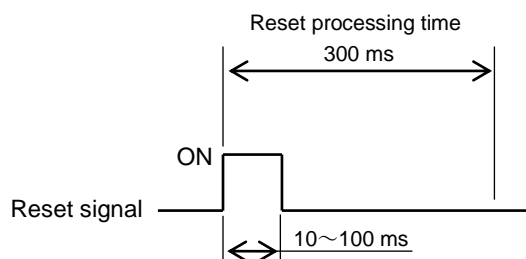 Reset processing time
300 ms
ON
Reset signal
10～100 ms